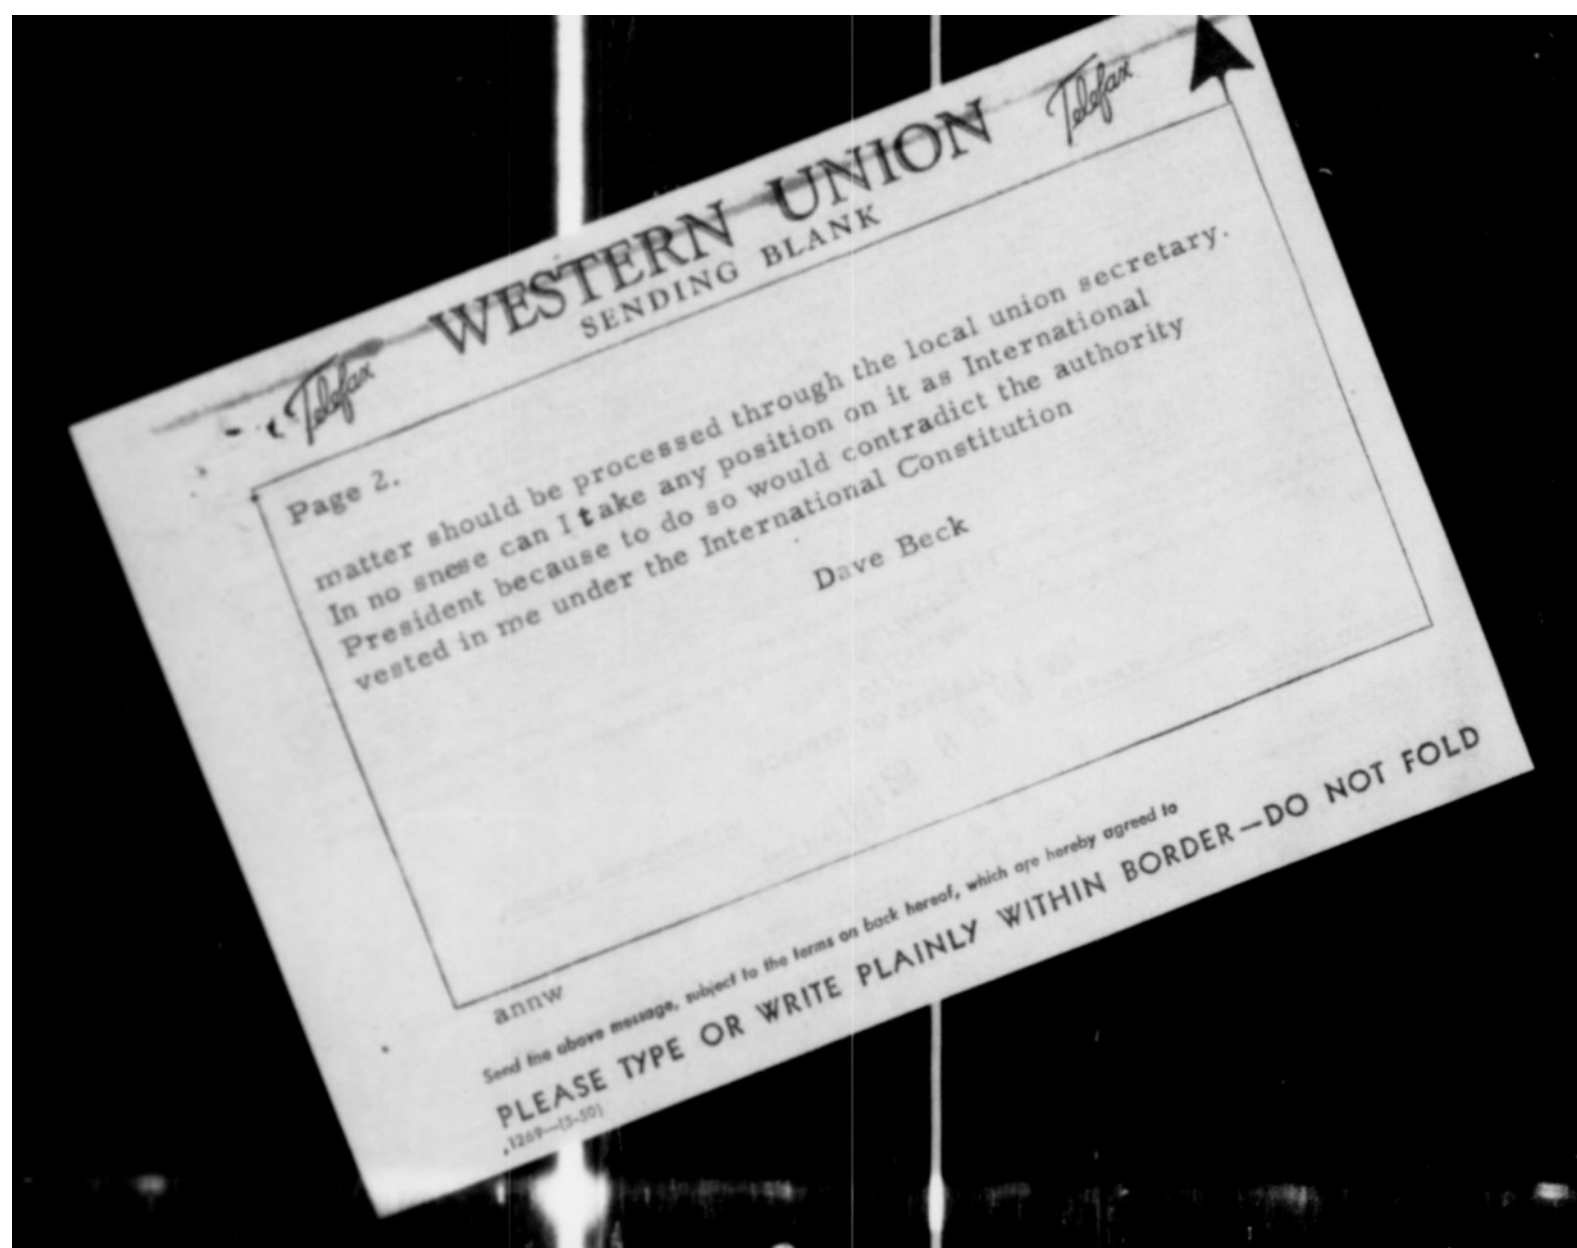 Telefax WESTERN UNION Telefax
SENDING BLANK
Page 2.
matter should be processed through the local union secretary.
In no snese can I take any position on it as International
President because to do so would contradict the authority
vested in me under the International Constitution
Dave Beck
annw
Send the above message, subject to the terms on back hereof, which are hereby agreed to
PLEASE TYPE OR WRITE PLAINLY WITHIN BORDER—DO NOT FOLD
1269—(5-50)